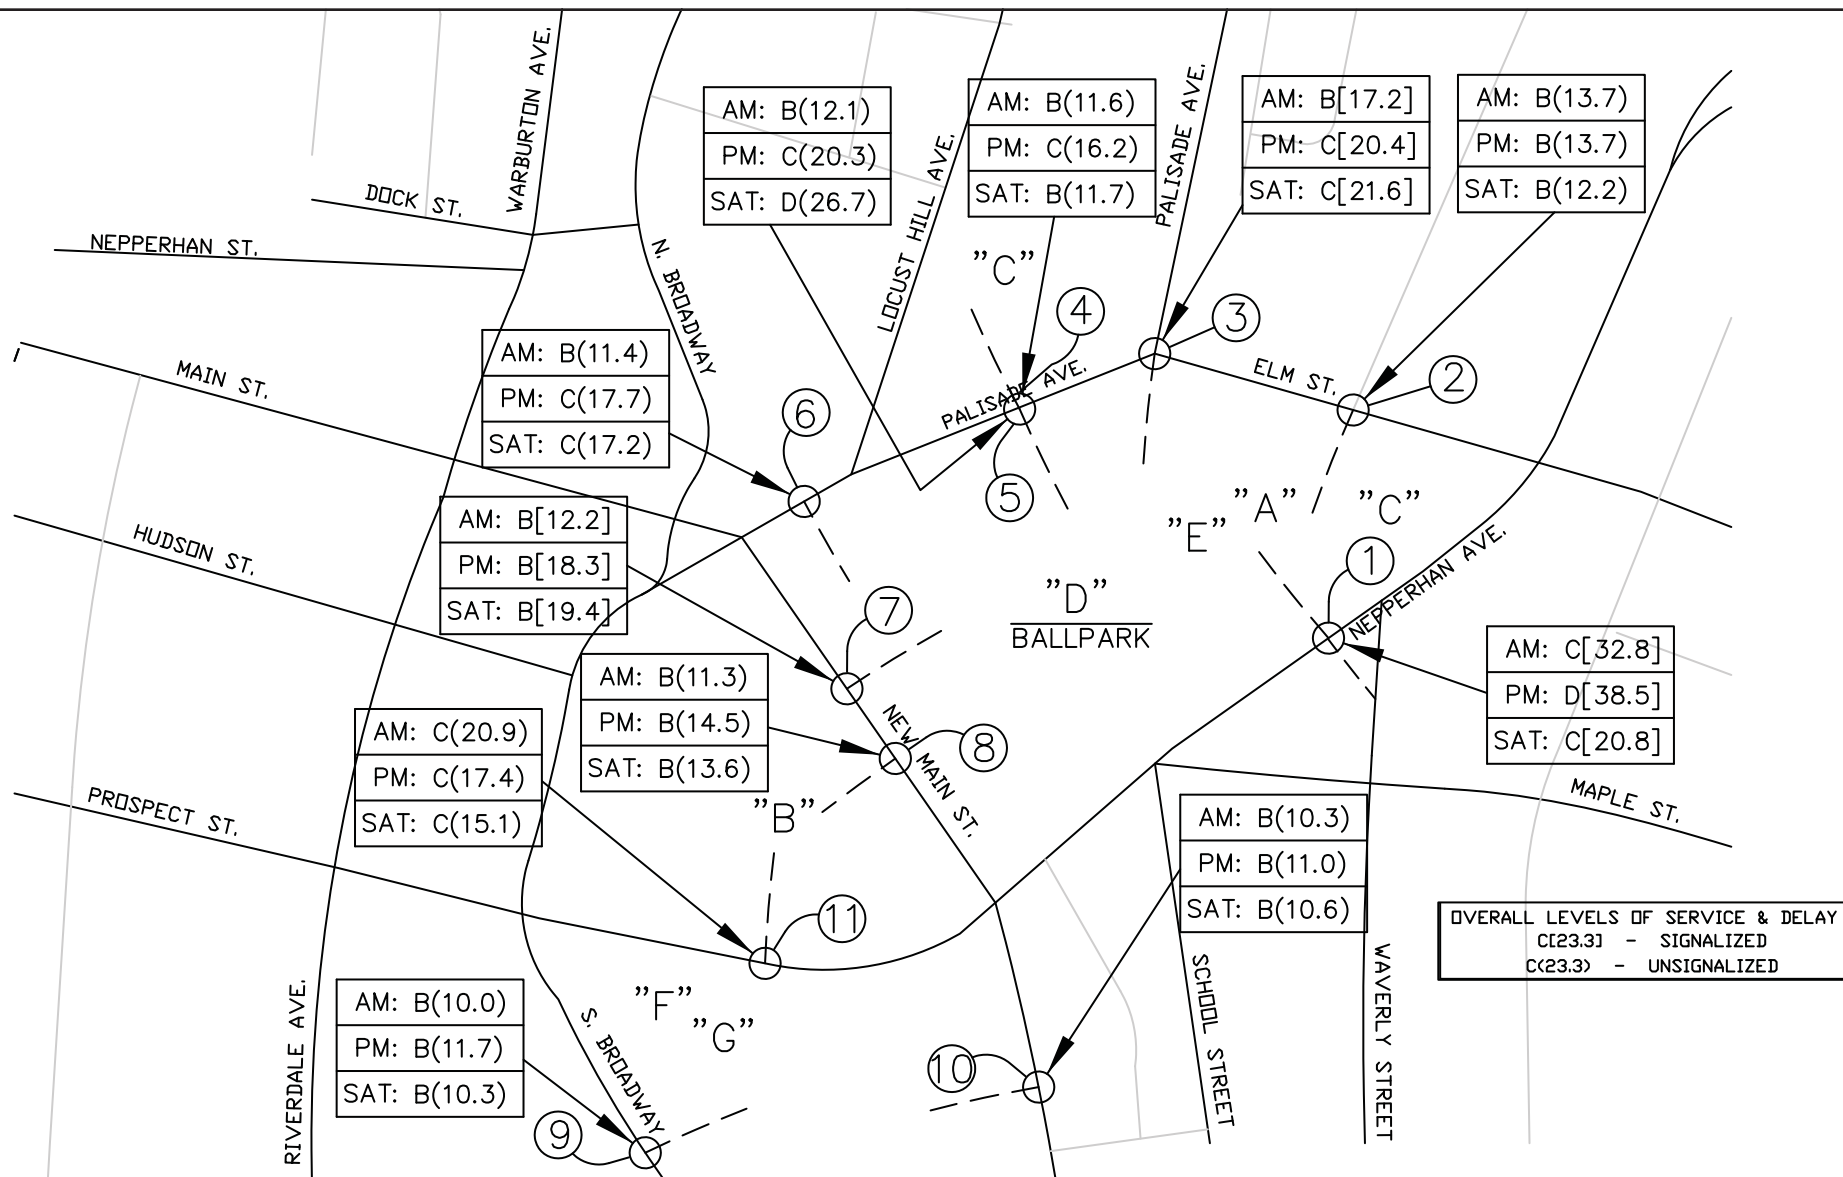 WARBURTON AVE.
DOCK ST.
NEPPERHAN ST.
N. BROADWAY
LOCUST HILL AVE.
PALISADE AVE.
AM: B(12.1)
PM: C(20.3)
SAT: D(26.7)
AM: B(11.6)
PM: C(16.2)
SAT: B(11.7)
AM: B[17.2]
PM: C[20.4]
SAT: C[21.6]
AM: B(13.7)
PM: B(13.7)
SAT: B(12.2)
"C"
4
3
2
ELM ST.
PALISADE AVE.
MAIN ST.
AM: B(11.4)
PM: C(17.7)
SAT: C(17.2)
6
5
"E"
"A"
"C"
HUDSON ST.
AM: B[12.2]
PM: B[18.3]
SAT: B[19.4]
7
"D"
BALLPARK
1
NEPPERHAN AVE.
AM: C[32.8]
PM: D[38.5]
SAT: C[20.8]
AM: B(11.3)
PM: B(14.5)
SAT: B(13.6)
8
NEW MAIN ST.
AM: C(20.9)
PM: C(17.4)
SAT: C(15.1)
"B"
PROSPECT ST.
MAPLE ST.
AM: B(10.3)
PM: B(11.0)
SAT: B(10.6)
11
OVERALL LEVELS OF SERVICE & DELAY
C[23.3] - SIGNALIZED
C(23.3) - UNSIGNALIZED
RIVERDALE AVE.
AM: B(10.0)
PM: B(11.7)
SAT: B(10.3)
9
S. BROADWAY
"F"
"G"
10
SCHOOL STREET
WAVERLY STREET